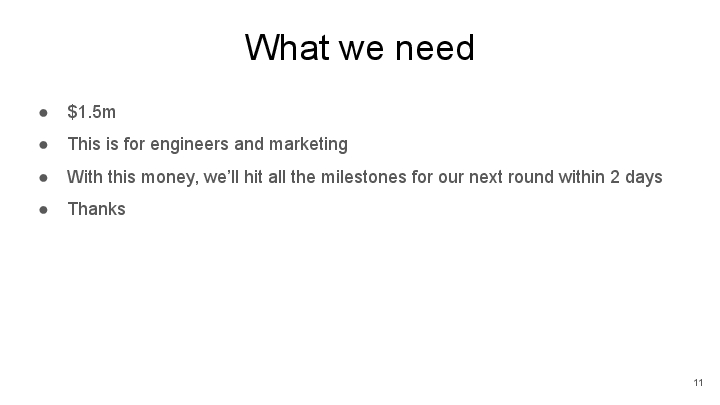 What we need
● $1.5m
● This is for engineers and marketing
● With this money, we’ll hit all the milestones for our next round within 2 days
● Thanks
11